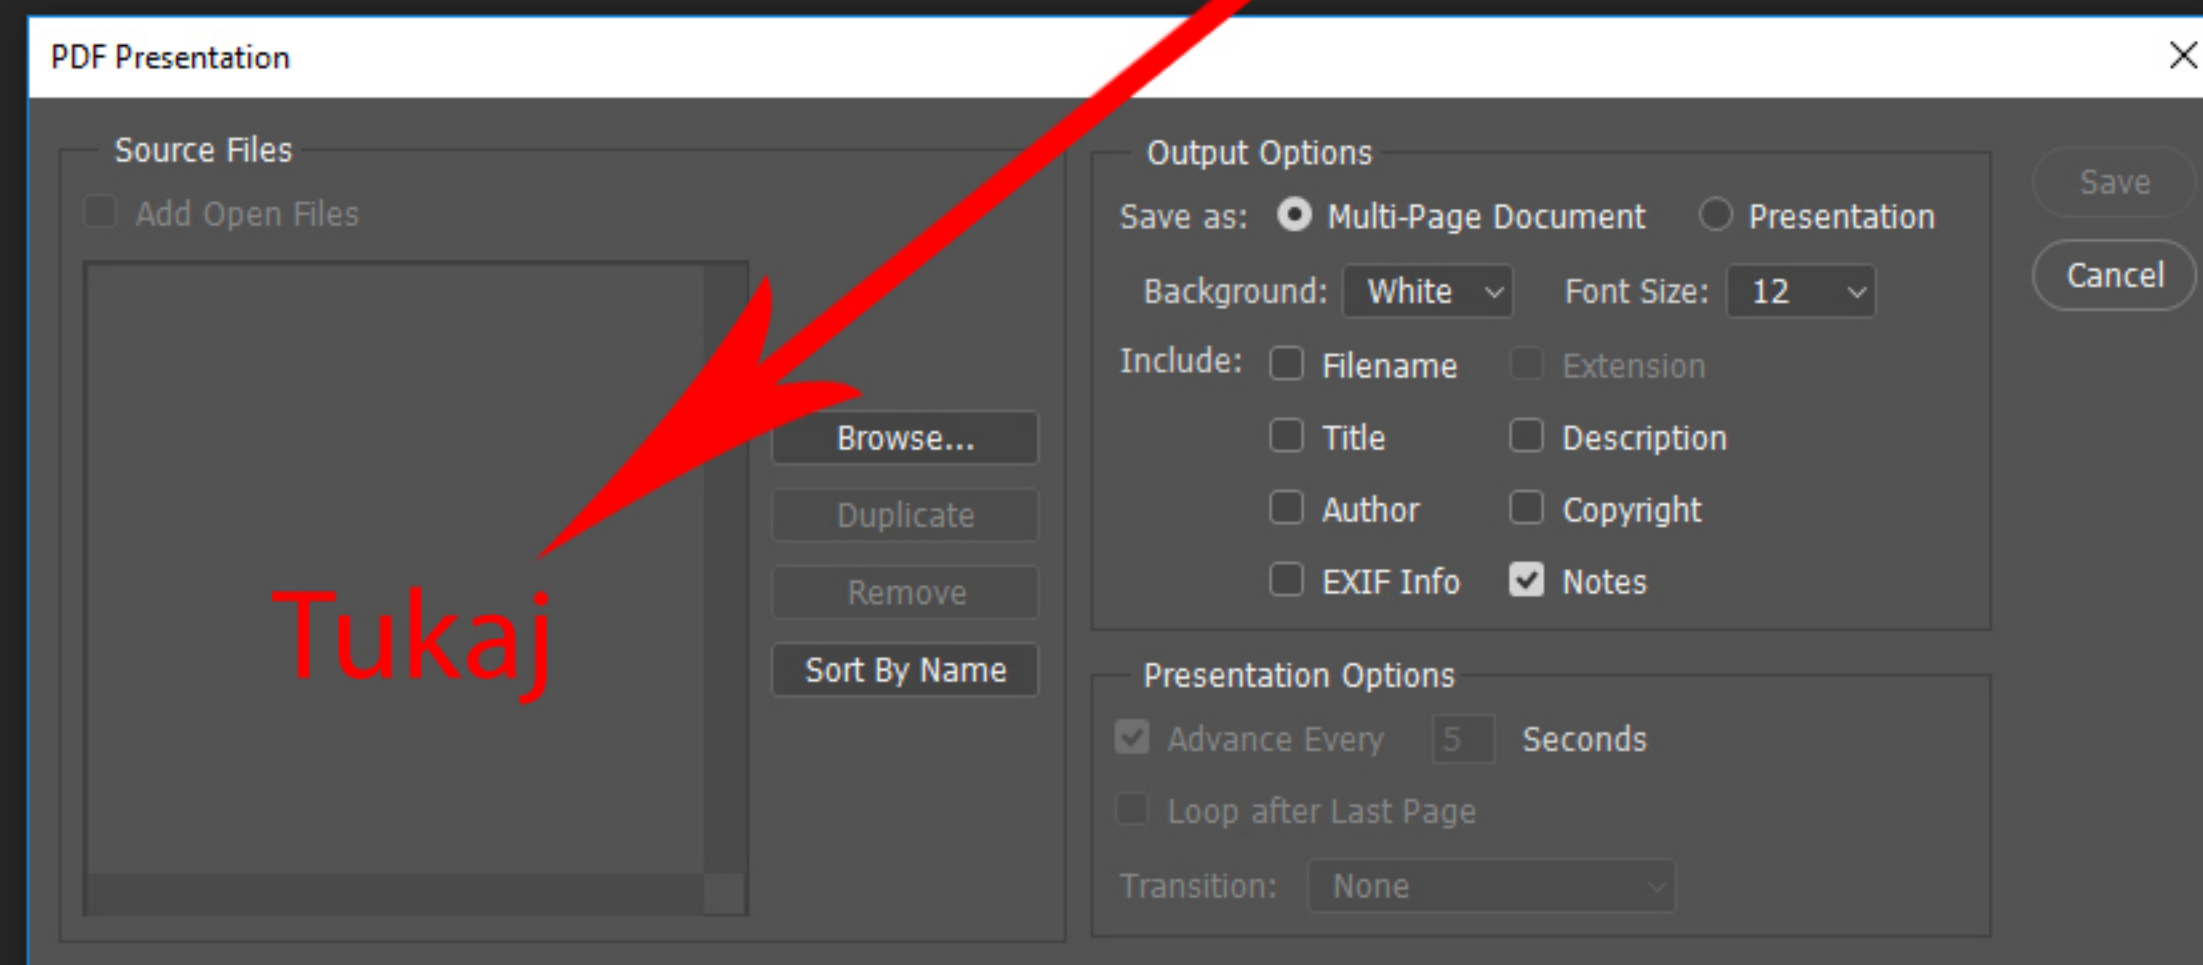 PDF Presentation
Source Files
Add Open Files
Browse...
Duplicate
Remove
Sort By Name
Tukaj
Output Options
Save as: Multi-Page Document Presentation
Background: White Font Size: 12
Include: Filename Extension
Title Description
Author Copyright
EXIF Info Notes
Presentation Options
Advance Every 5 Seconds
Loop after Last Page
Transition: None
Save
Cancel